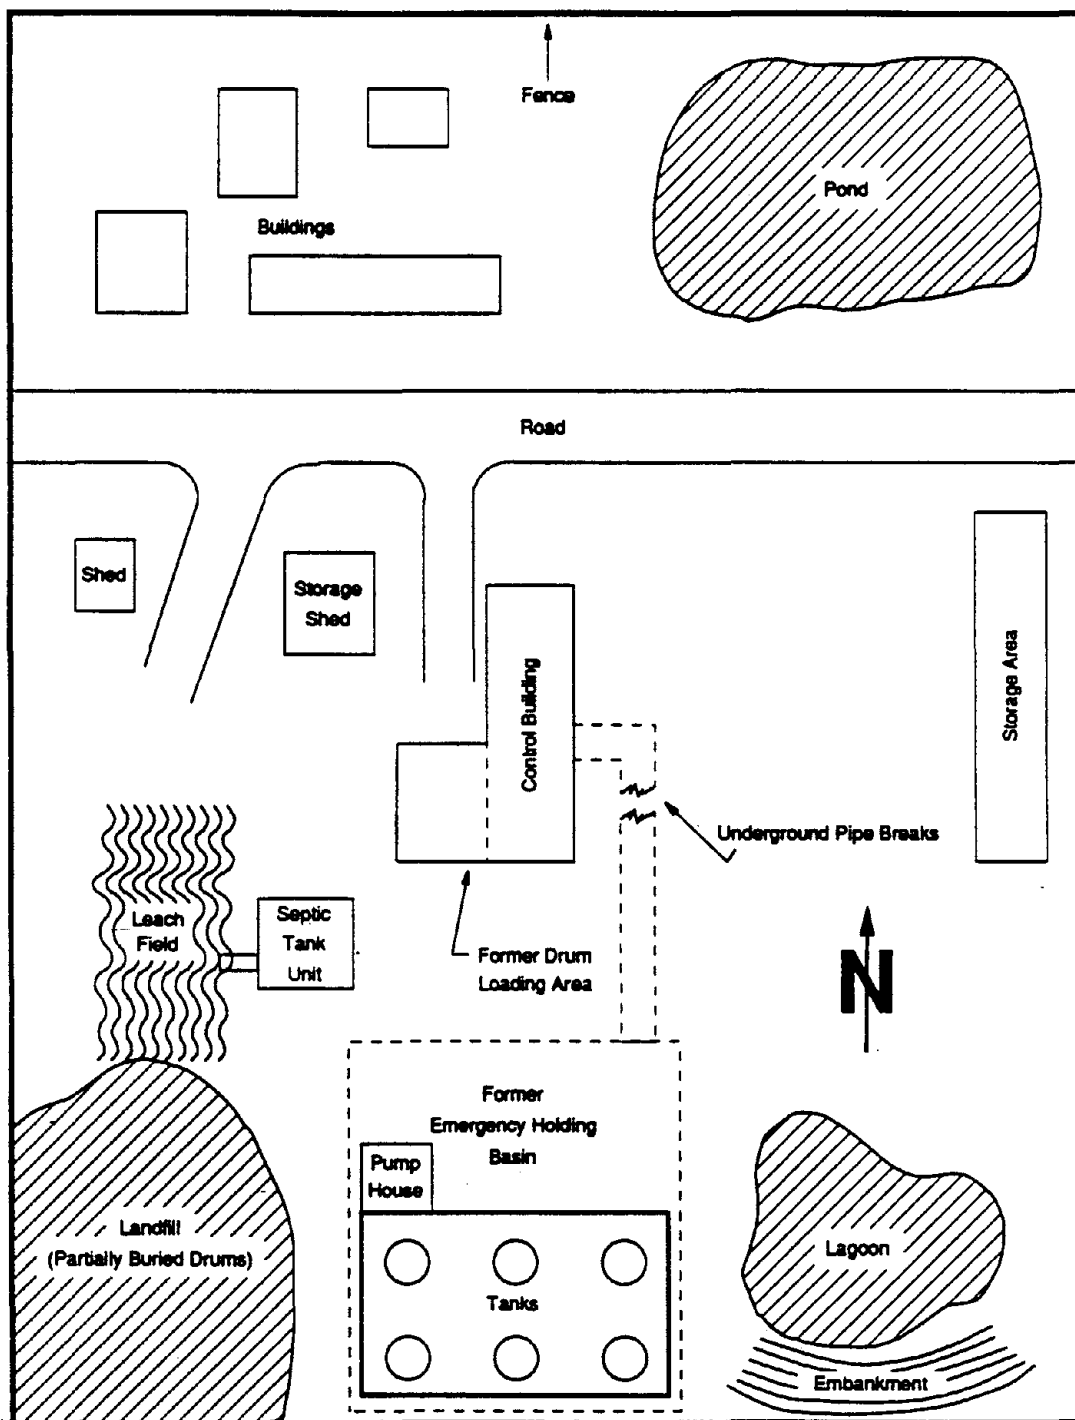 Fence
Pond
Buildings
Road
Shed
Storage
Shed
Control Building
Storage Area
Underground Pipe Breaks
Leach
Field
Septic
Tank
Unit
Former Drum
Loading Area
N
Former
Emergency Holding
Basin
Pump
House
Landfill
(Partially Buried Drums)
Tanks
Lagoon
Embankment